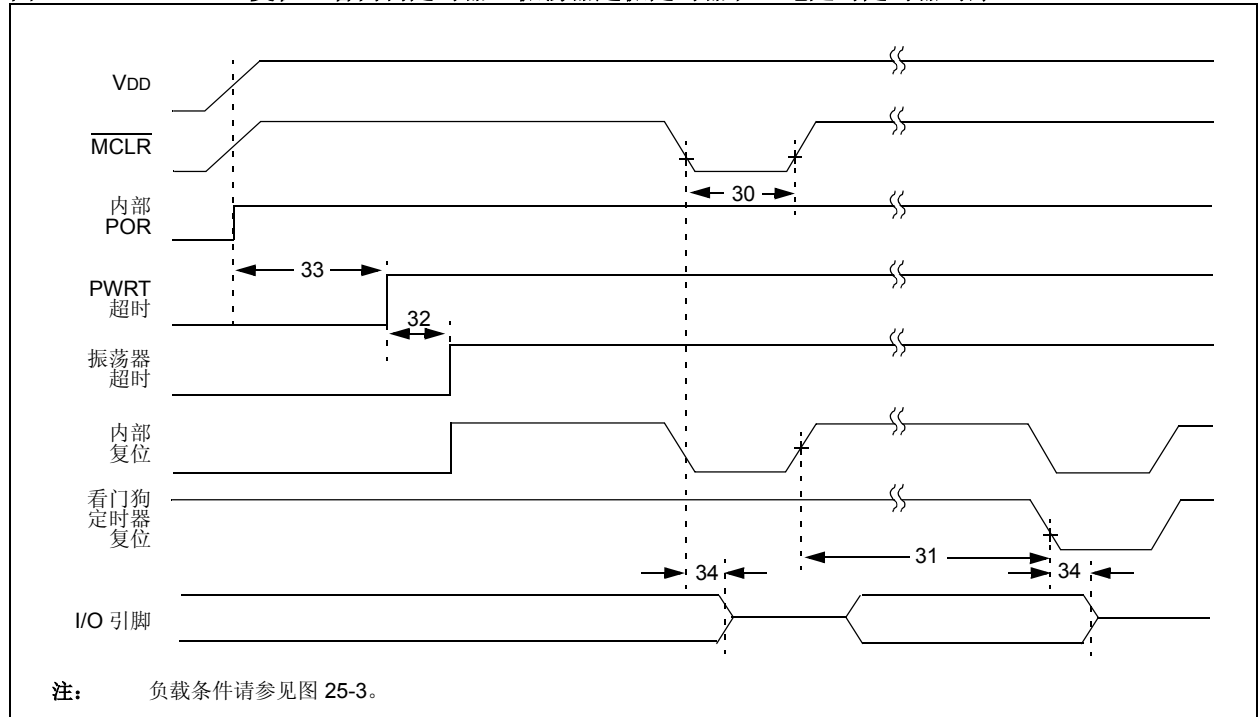 VDD
MCLR
30
内部
POR
33
PWRT
超时
32
振荡器
超时
内部
复位
看门狗
定时器
复位
31
34
34
I/O 引脚
注： 负载条件请参见图 25-3。